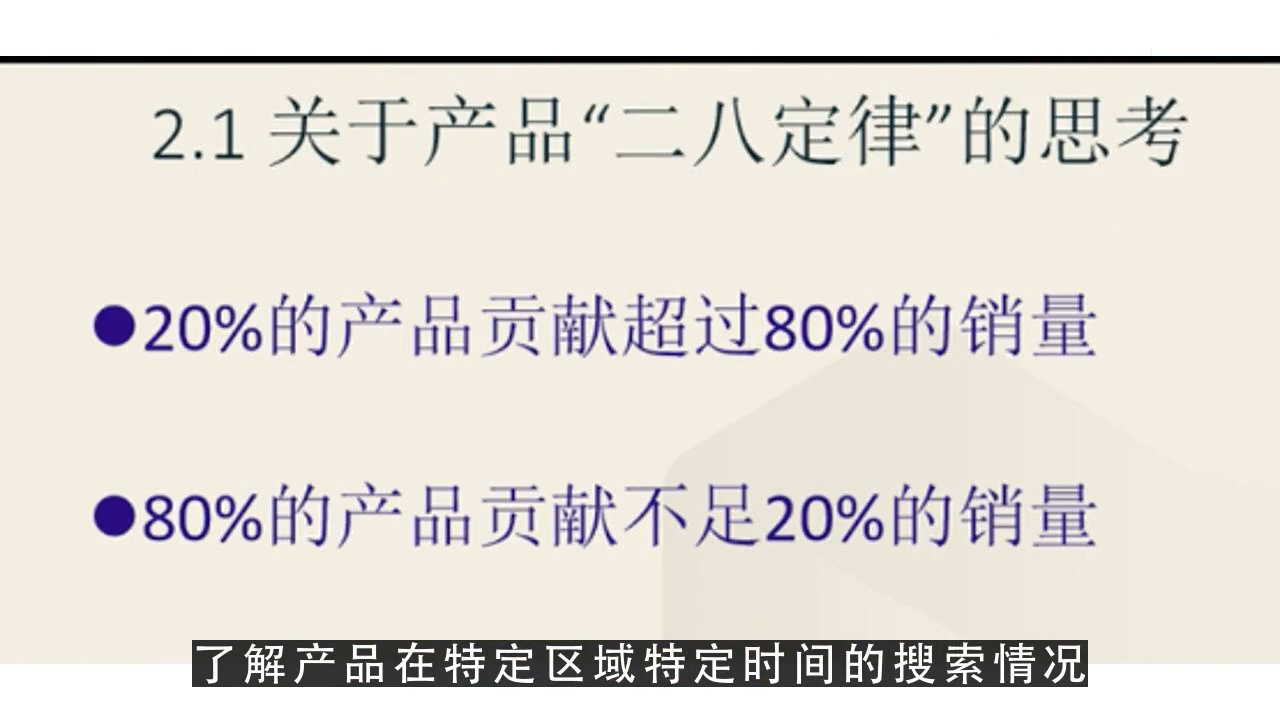 2.1 关于产品“二八定律”的思考
●20%的产品贡献超过80%的销量
●80%的产品贡献不足20%的销量
了解产品在特定区域特定时间的搜索情况